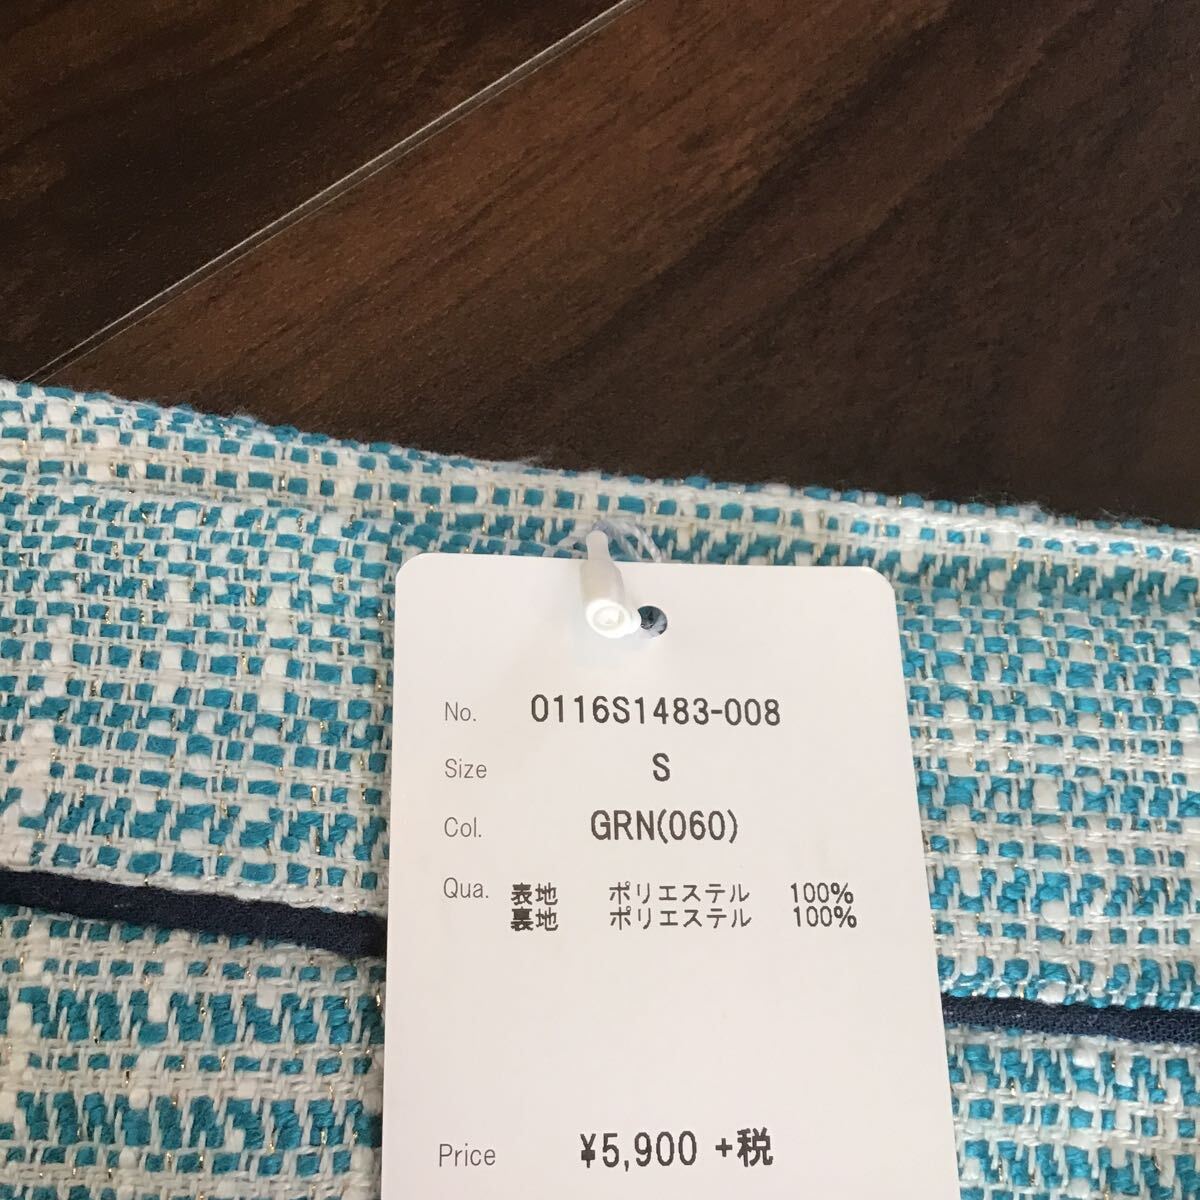 No. 0116S1483-008
Size S
Col. GRN(060)
Qua. 表地 ポリエステル 100%
裏地 ポリエステル 100%
Price ¥5,900 +税